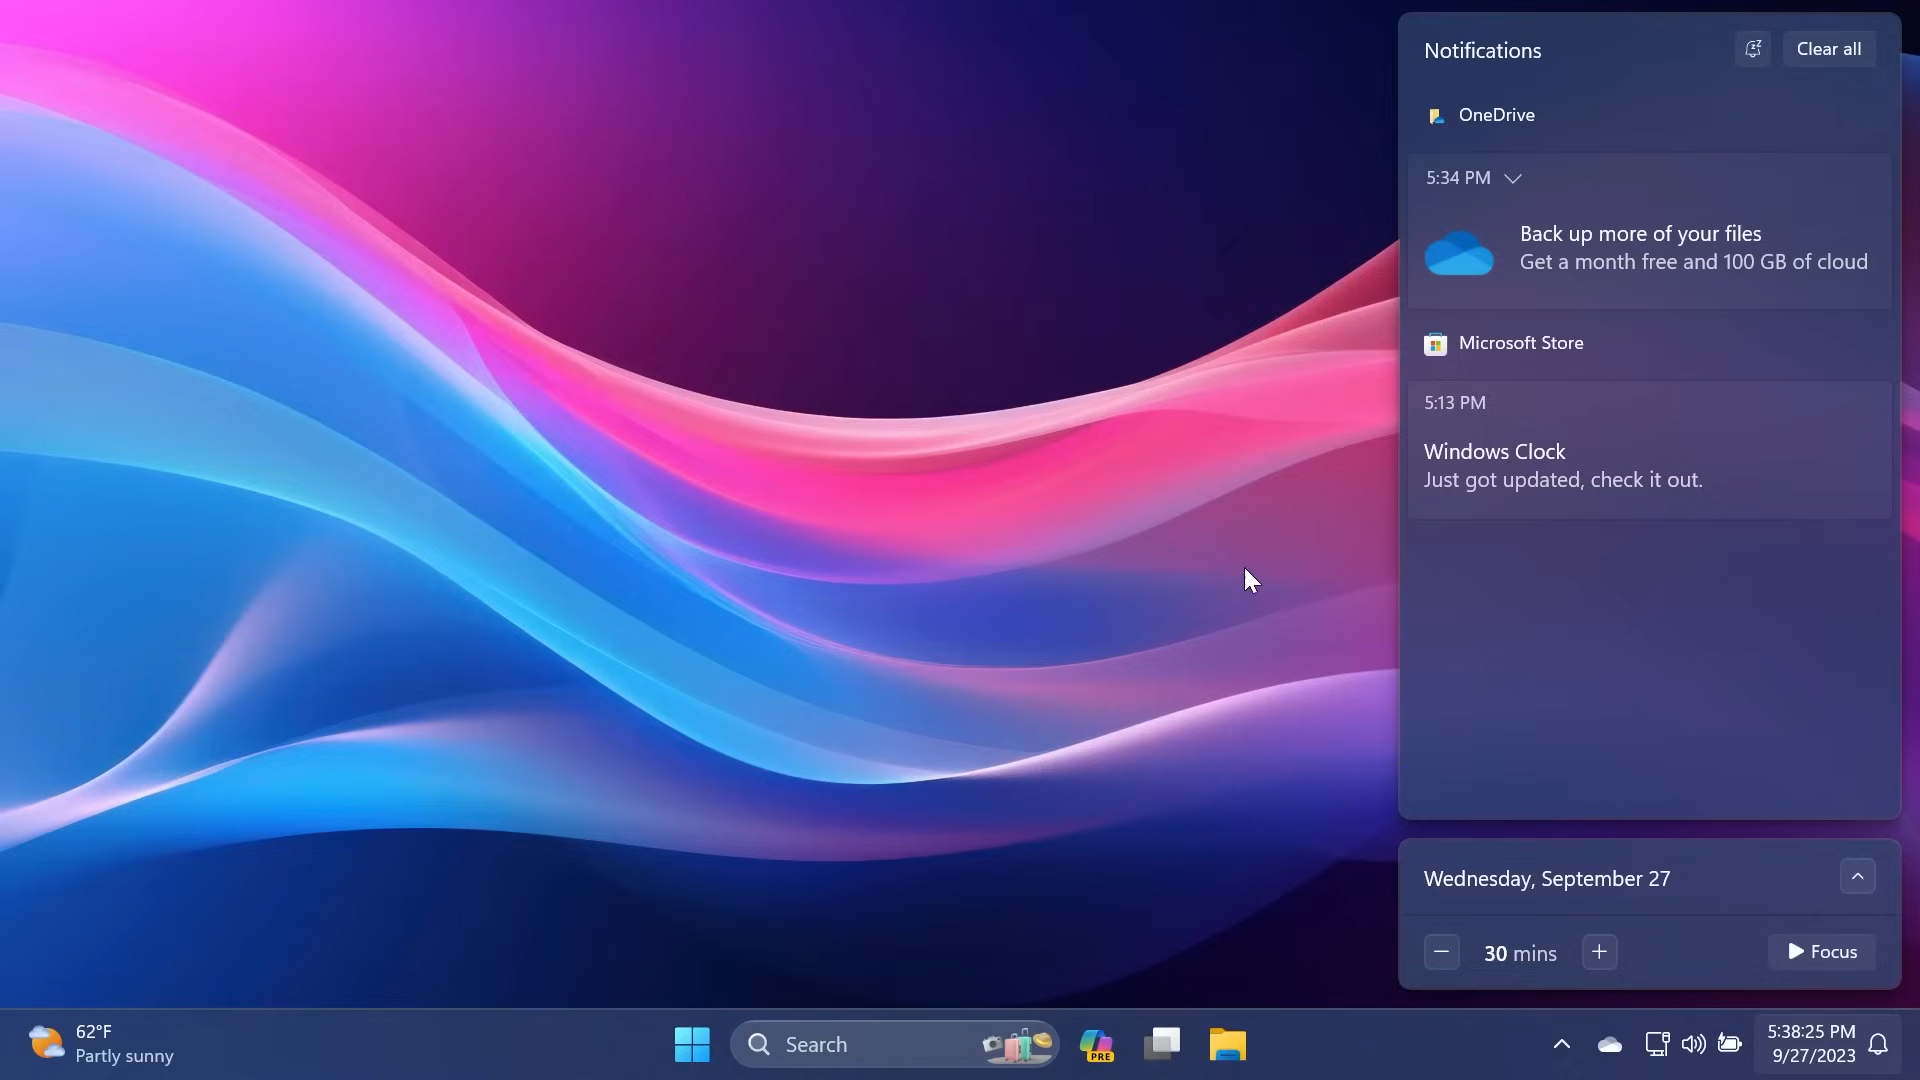 Notifications
Clear all
OneDrive
5:34 PM
Back up more of your files
Get a month free and 100 GB of cloud
Microsoft Store
5:13 PM
Windows Clock
Just got updated, check it out.
Wednesday, September 27
30 mins
Focus
62°F
Partly sunny
Search
PRE
5:38:25 PM
9/27/2023